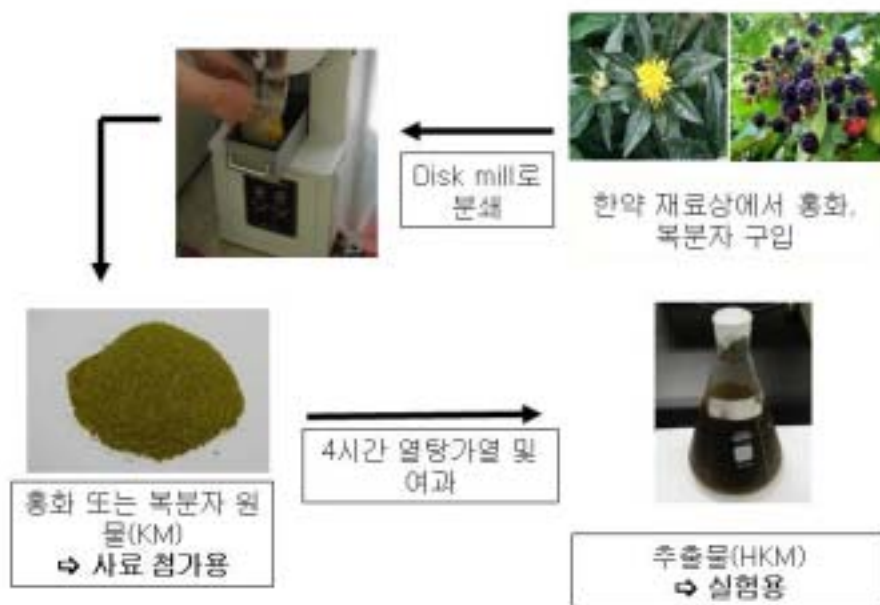 한약 재료상에서 홍화,
복분자 구입
Disk mill로
분쇄
홍화 또는 복분자 원
물(KM)
➪ 사료 첨가용
4시간 열탕가열 및
여과
추출물(HKM)
➪ 실험용